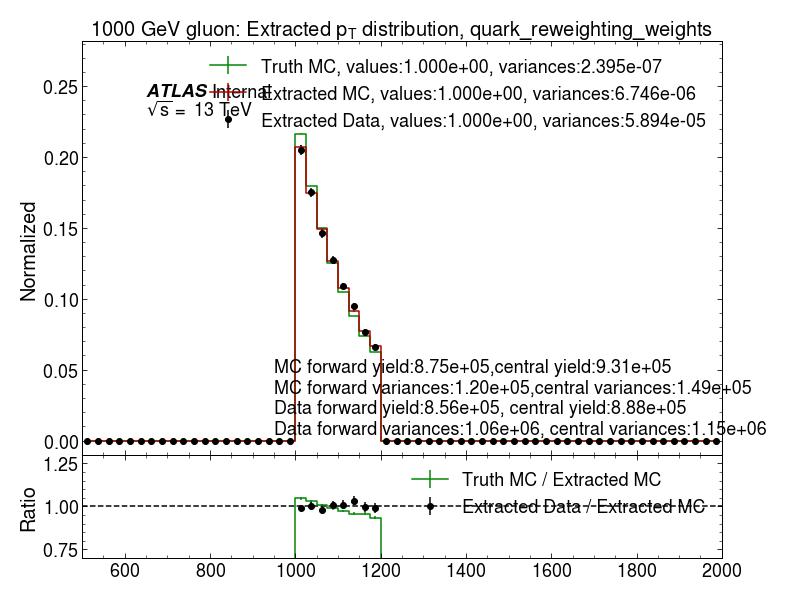 1000 GeV gluon: Extracted pT distribution, quark_reweighting_weights
Truth MC, values:1.000e+00, variances:2.395e-07
ATLAS Internal
Extracted MC, values:1.000e+00, variances:6.746e-06
√s = 13 TeV
Extracted Data, values:1.000e+00, variances:5.894e-05
Normalized
0.25
0.20
0.15
0.10
0.05
0.00
MC forward yield:8.75e+05,central yield:9.31e+05
MC forward variances:1.20e+05,central variances:1.49e+05
Data forward yield:8.56e+05, central yield:8.88e+05
Data forward variances:1.06e+06, central variances:1.15e+06
Ratio
1.25
1.00
0.75
Truth MC / Extracted MC
Extracted Data / Extracted MC
600 800 1000 1200 1400 1600 1800 2000